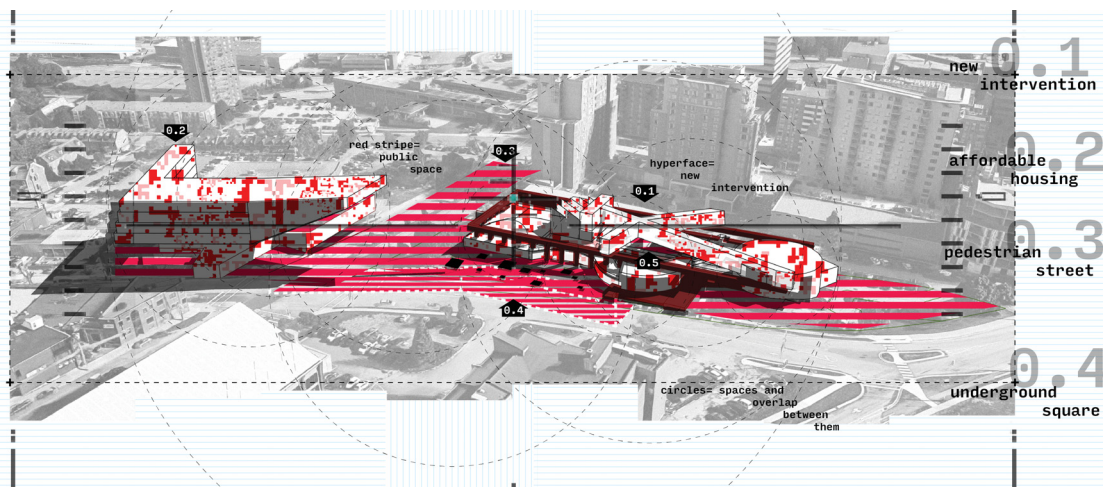 0.1
new
intervention
0.2
0.3
red stripe=
public
space
hyperface=
new
intervention
0.2
affordable
housing
0.1
0.3
pedestrian
street
0.5
0.4
0.4
circles= spaces and
overlap
between
them
underground
square